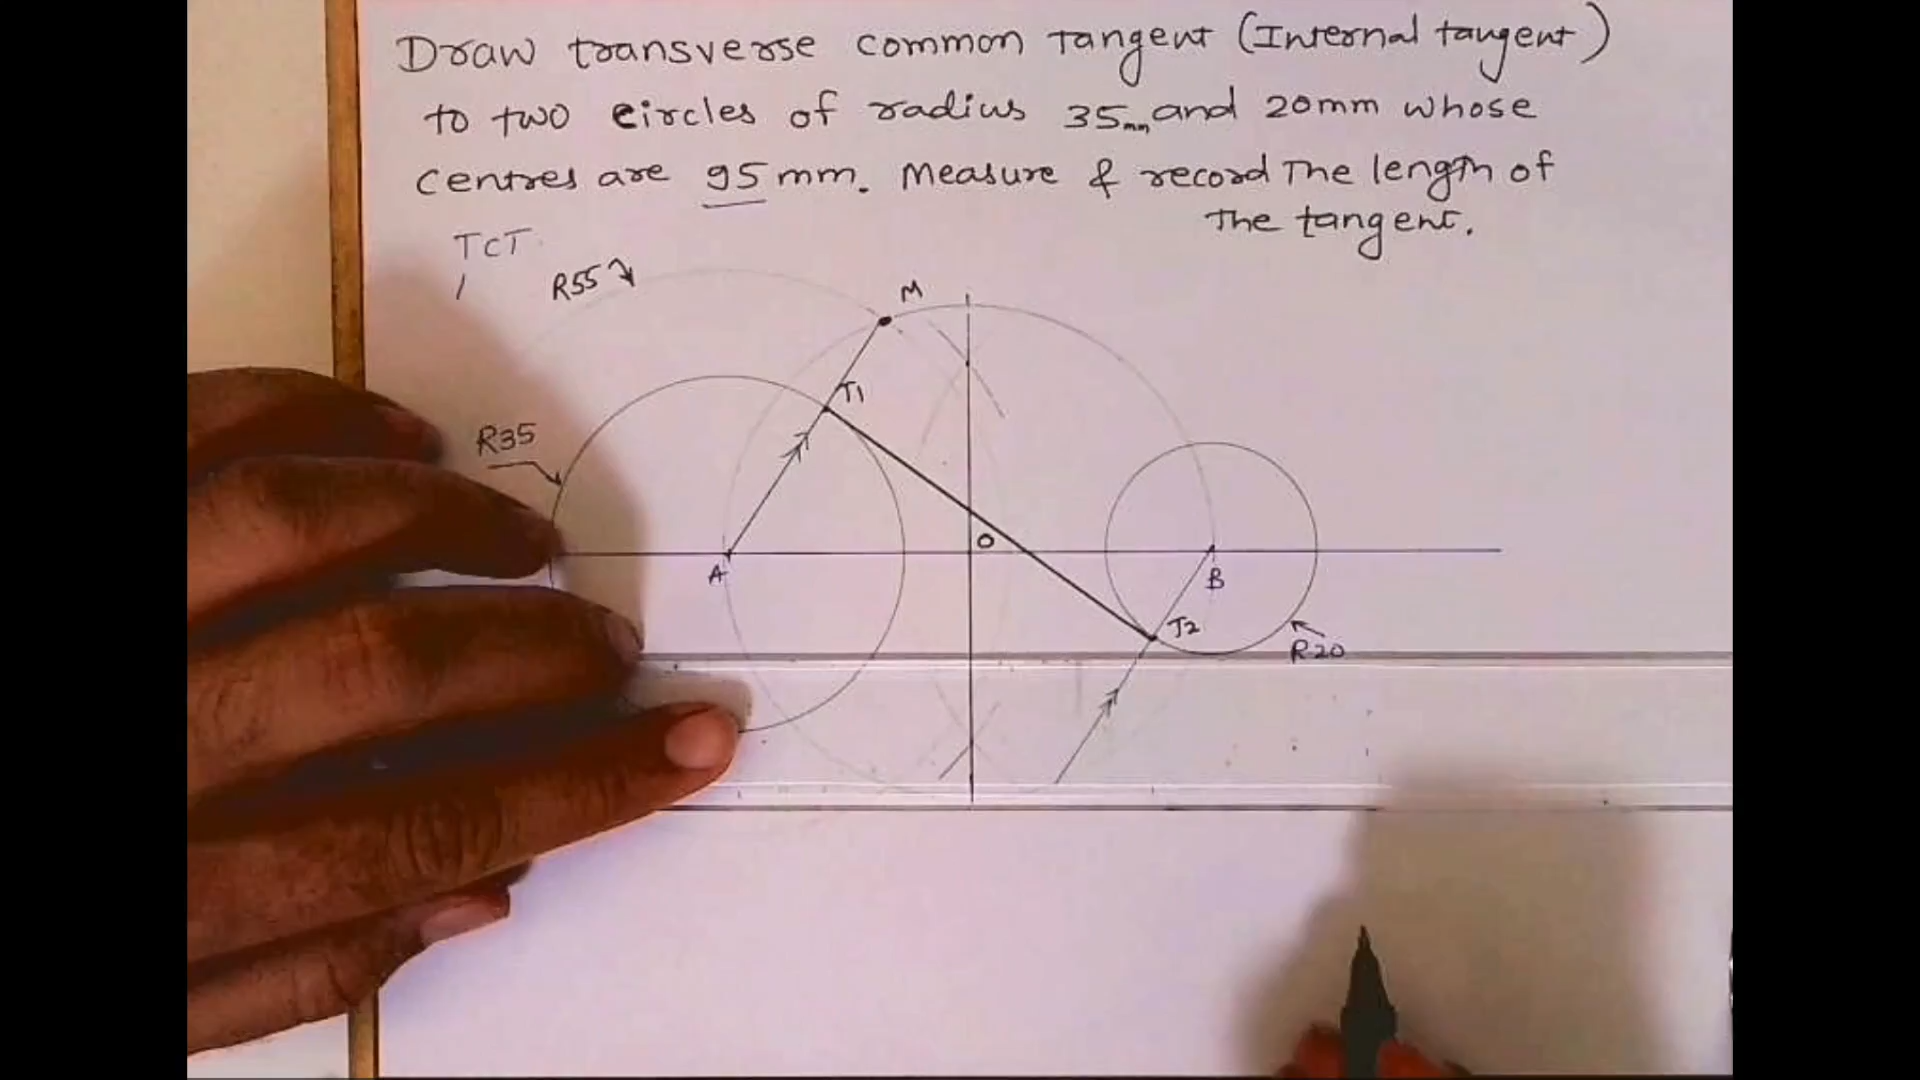 Draw transverse common Tangent (Internal tangent)
to two circles of radius 35mm and 20mm whose
centres are 95mm. Measure & record The length of
The tangent.
TCT
R55
M
T1
R35
O
A
B
T2
R20